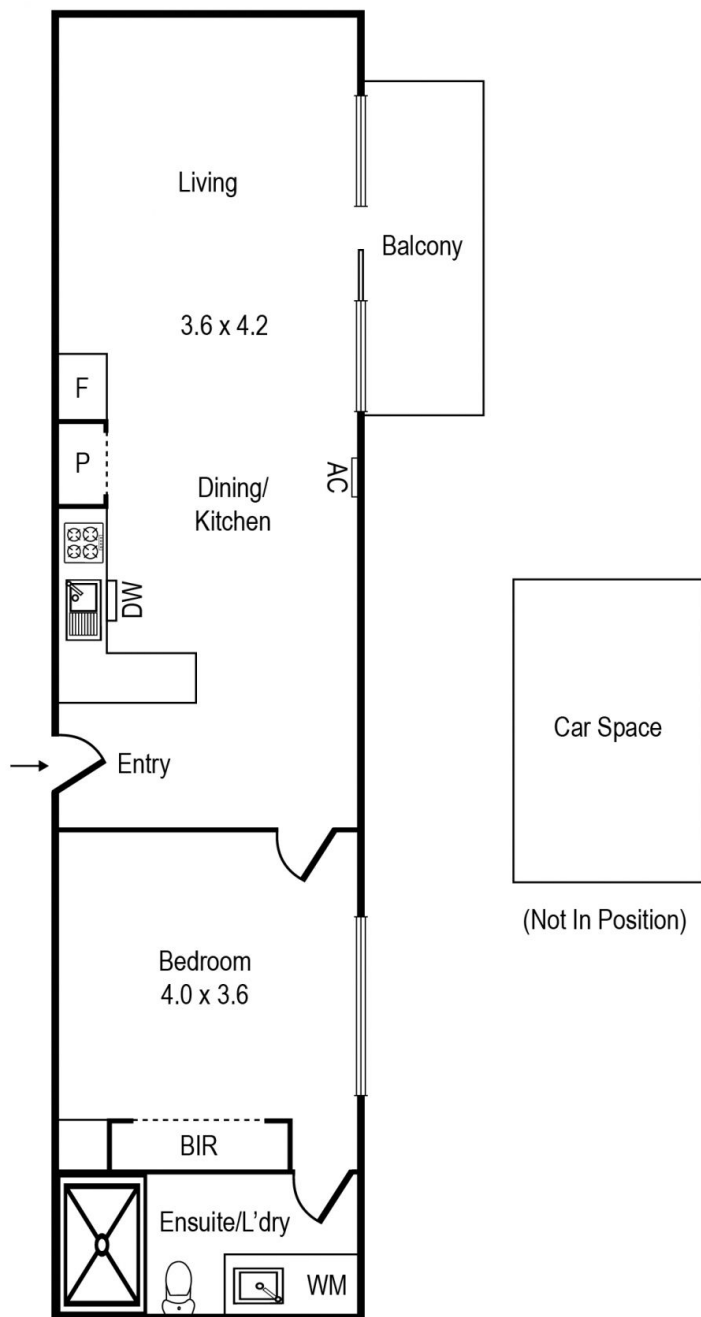 Living
Balcony
3.6 x 4.2
F
P
AC
Dining/
Kitchen
DW
Car Space
Entry
(Not In Position)
Bedroom
4.0 x 3.6
BIR
Ensuite/L'dry
WM